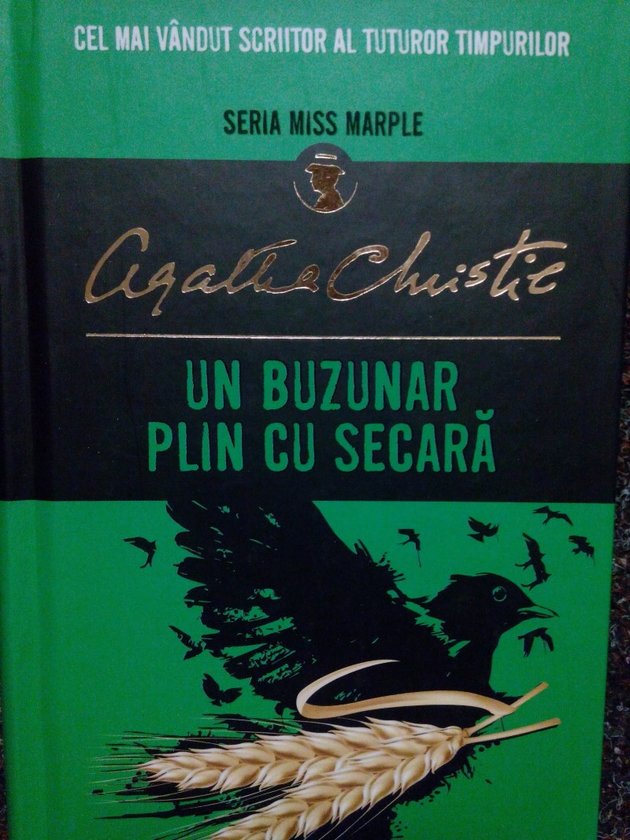 CEL MAI VÂNDUT SCRIITOR AL TUTUROR TIMPURILOR
SERIA MISS MARPLE
Agatha Christie
UN BUZUNAR
PLIN CU SECARĂ